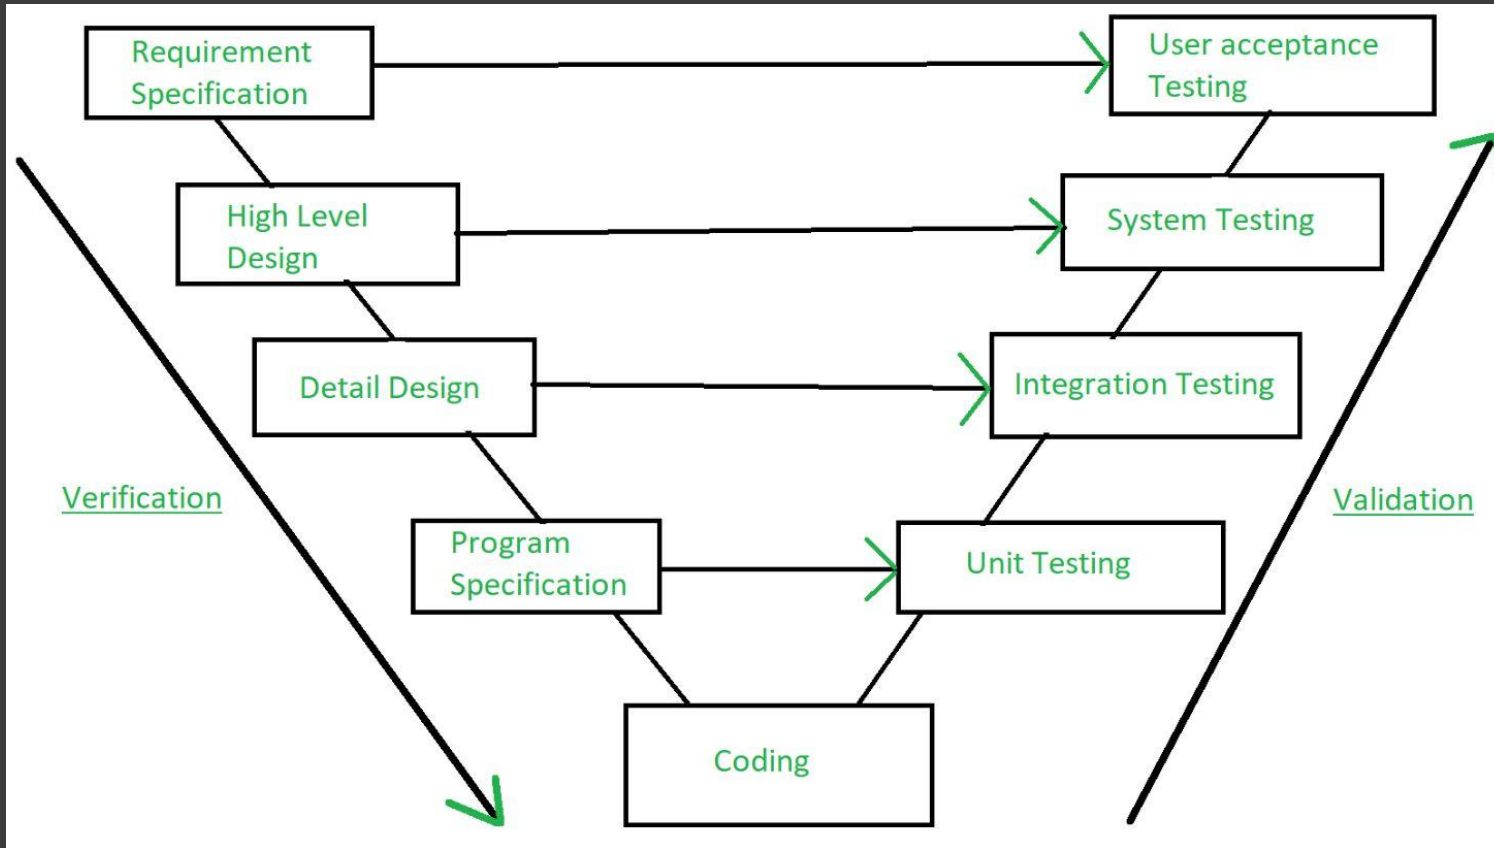 Requirement
Specification
User acceptance
Testing
High Level
Design
System Testing
Detail Design
Integration Testing
Verification
Validation
Program
Specification
Unit Testing
Coding